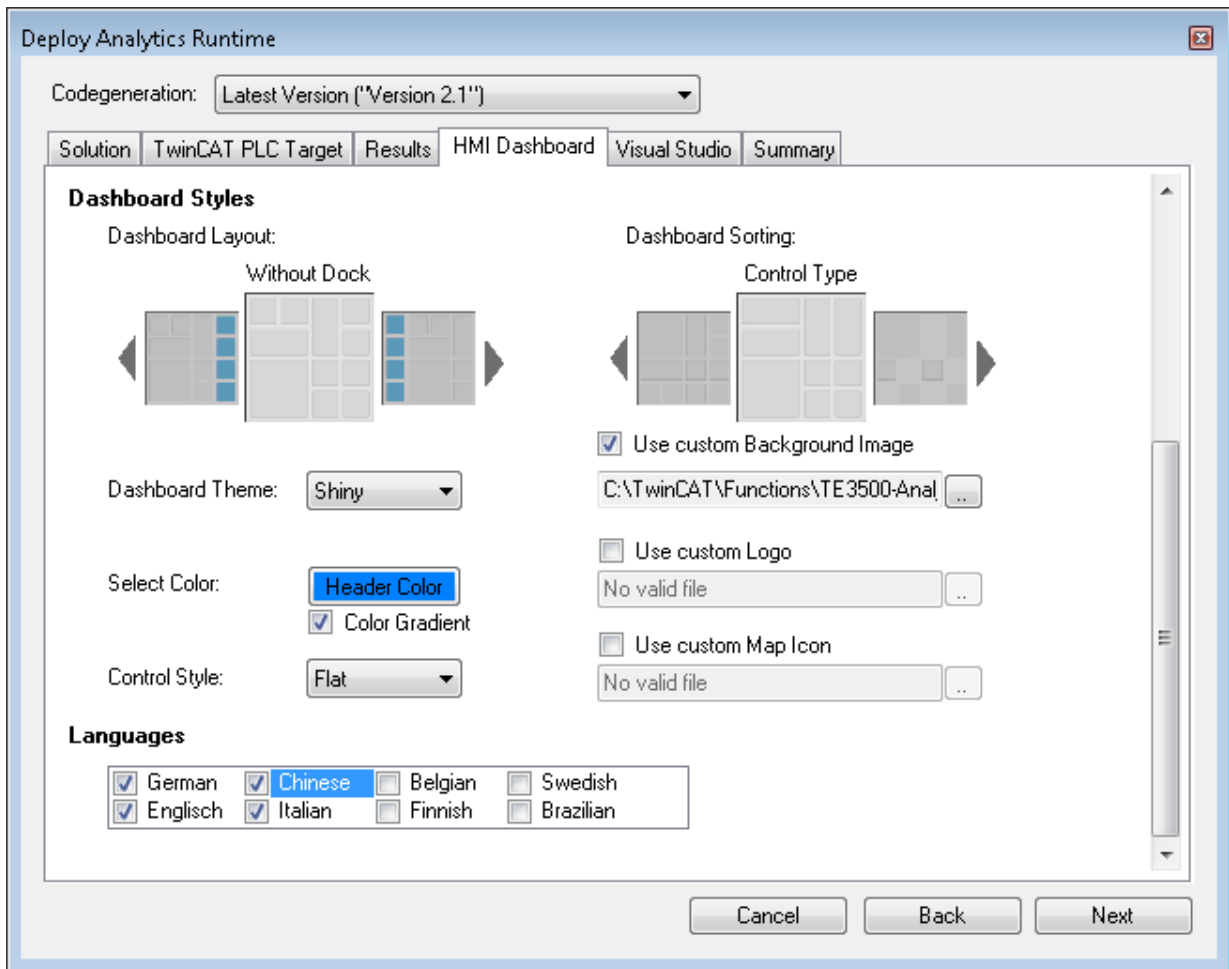 Deploy Analytics Runtime
Codegeneration: Latest Version ("Version 2.1")
Solution TwinCAT PLC Target Results HMI Dashboard Visual Studio Summary
Dashboard Styles
Dashboard Layout: Dashboard Sorting:
Without Dock Control Type
Use custom Background Image
Dashboard Theme: Shiny C:\TwinCAT\Functions\TE3500-Anal ..
Use custom Logo
Select Color: Header Color No valid file ..
Color Gradient
Use custom Map Icon
Control Style: Flat No valid file ..
Languages
German Chinese Belgian Swedish
Englisch Italian Finnish Brazilian
Cancel Back Next